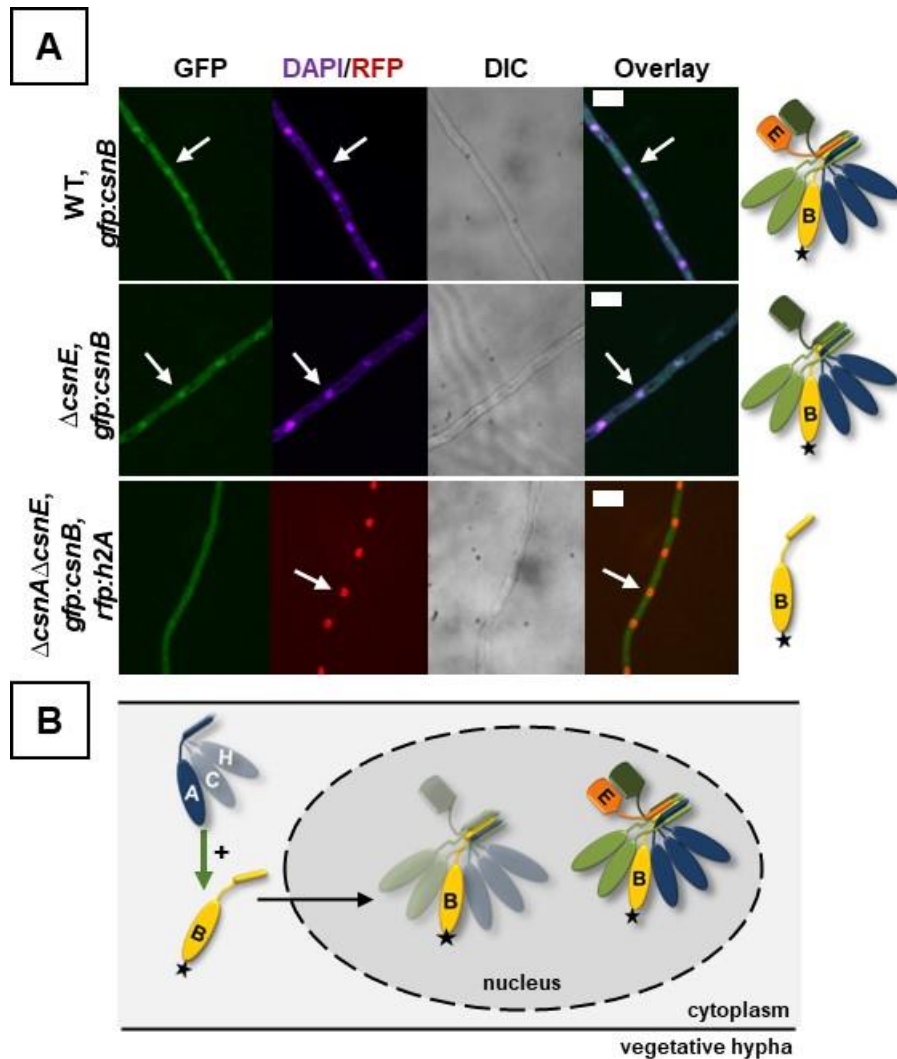 A
GFP DAPI/RFP DIC Overlay
WT,
gfp:csnB
E
B
ΔcsnE,
gfp:csnB
B
ΔcsnAΔcsnE,
gfp:csnB,
rfp:h2A
B
B
H
C
A
+
B
B
E
B
nucleus
cytoplasm
vegetative hypha